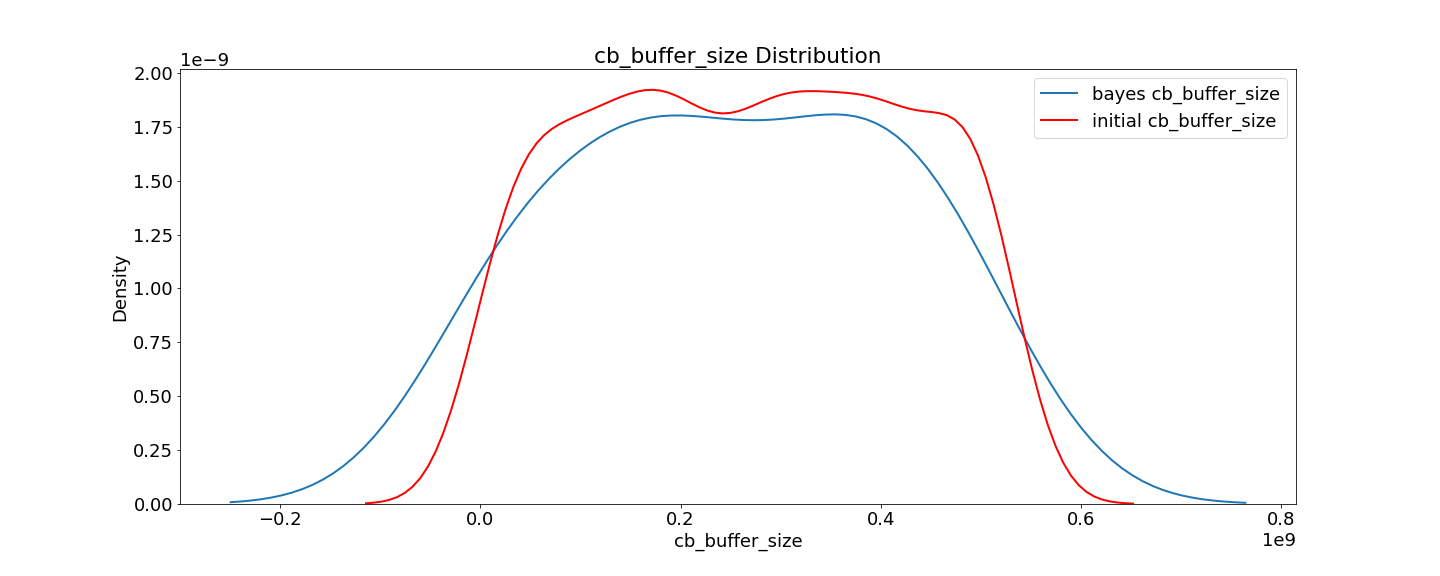 cb_buffer_size Distribution
1e−9
2.00
1.75
1.50
1.25
1.00
0.75
0.50
0.25
0.00
Density
bayes cb_buffer_size
initial cb_buffer_size
−0.2
0.0
0.2
0.4
0.6
0.8
cb_buffer_size
1e9